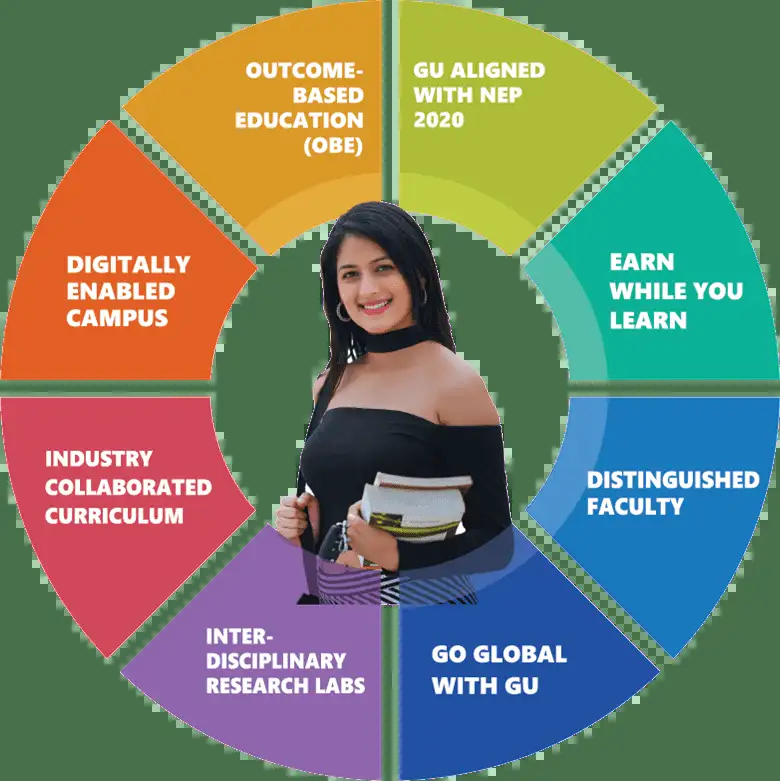 OUTCOME-
BASED
EDUCATION
(OBE)
GU ALIGNED
WITH NEP
2020
EARN
WHILE YOU
LEARN
DISTINGUISHED
FACULTY
GO GLOBAL
WITH GU
INTER-
DISCIPLINARY
RESEARCH LABS
INDUSTRY
COLLABORATED
CURRICULUM
DIGITALLY
ENABLED
CAMPUS